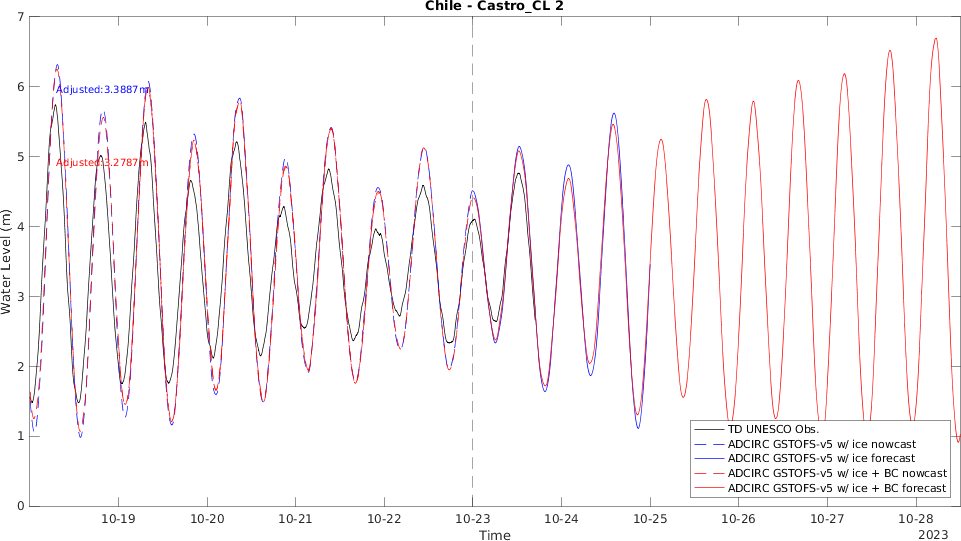 Chile - Castro_CL 2
7
6
5
4
3
2
1
0
Water Level (m)
Adjusted:3.3887m
Adjusted:3.2787m
TD UNESCO Obs.
ADCIRC GSTOFS-v5 w/ ice nowcast
ADCIRC GSTOFS-v5 w/ ice forecast
ADCIRC GSTOFS-v5 w/ ice + BC nowcast
ADCIRC GSTOFS-v5 w/ ice + BC forecast
10-19 10-20 10-21 10-22 10-23 10-24 10-25 10-26 10-27 10-28
Time
2023